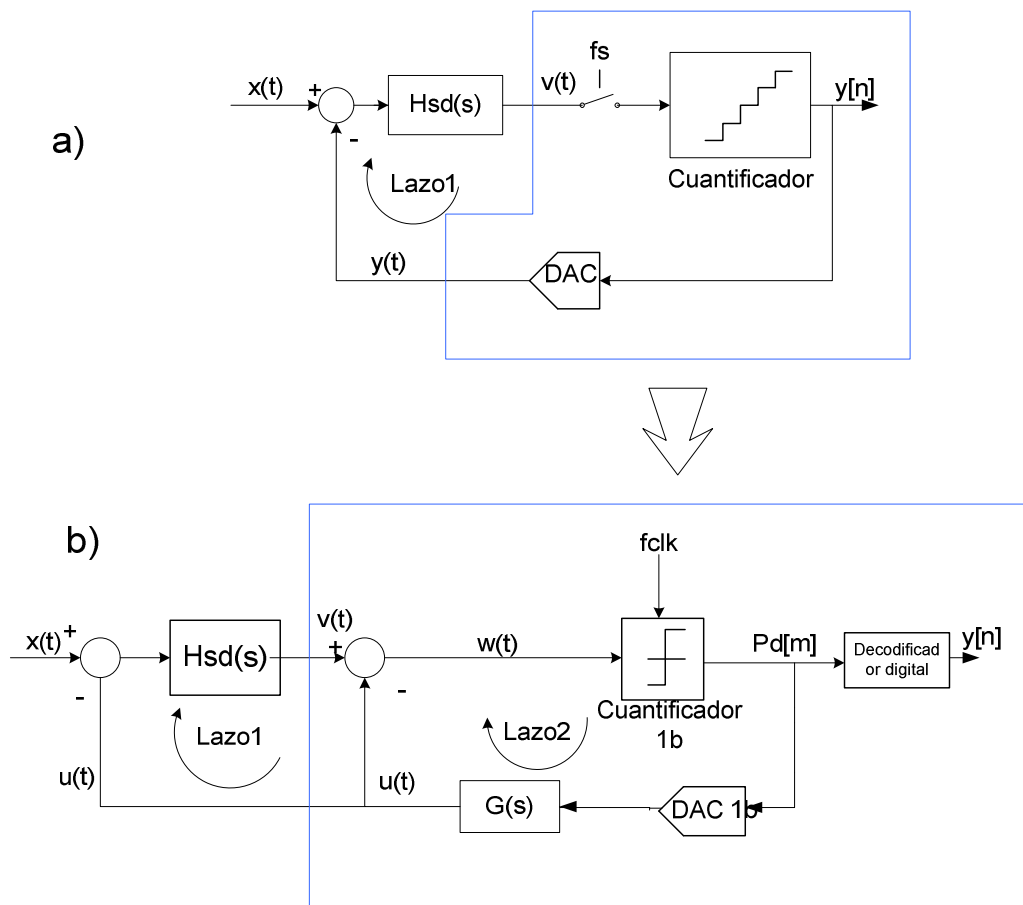 a)
x(t)
+
-
Hsd(s)
v(t)
fs
Cuantificador
y[n]
Lazo1
y(t)
DAC
b)
x(t)
+
-
Hsd(s)
v(t)
+
-
w(t)
fclk
Cuantificador
1b
Pd[m]
Decodificad
or digital
y[n]
Lazo1
Lazo2
u(t)
u(t)
G(s)
DAC 1b